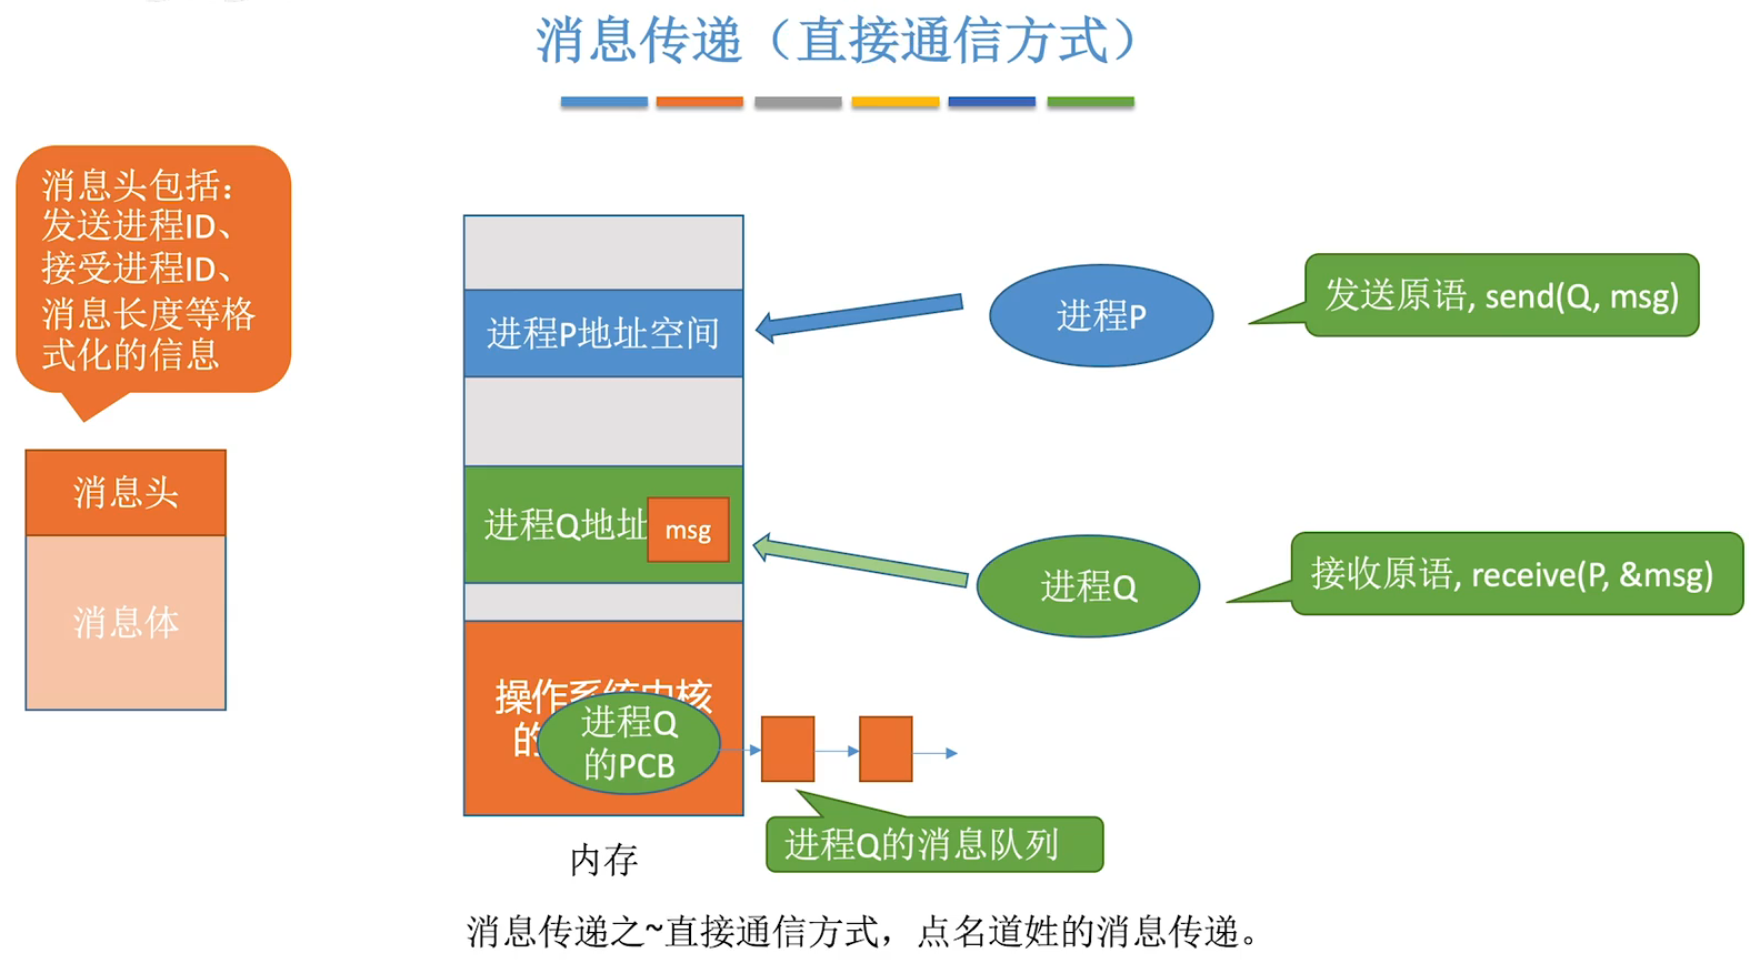 消息传递（直接通信方式）
消息头包括：
发送进程ID、
接受进程ID、
消息长度等格
式化的信息
消息头
消息体
进程P地址空间
进程Q地址
msg
操作系统内核
的
进程Q
的PCB
内存
进程P
发送原语, send(Q, msg)
进程Q
接收原语, receive(P, &msg)
进程Q的消息队列
消息传递之~直接通信方式，点名道姓的消息传递。